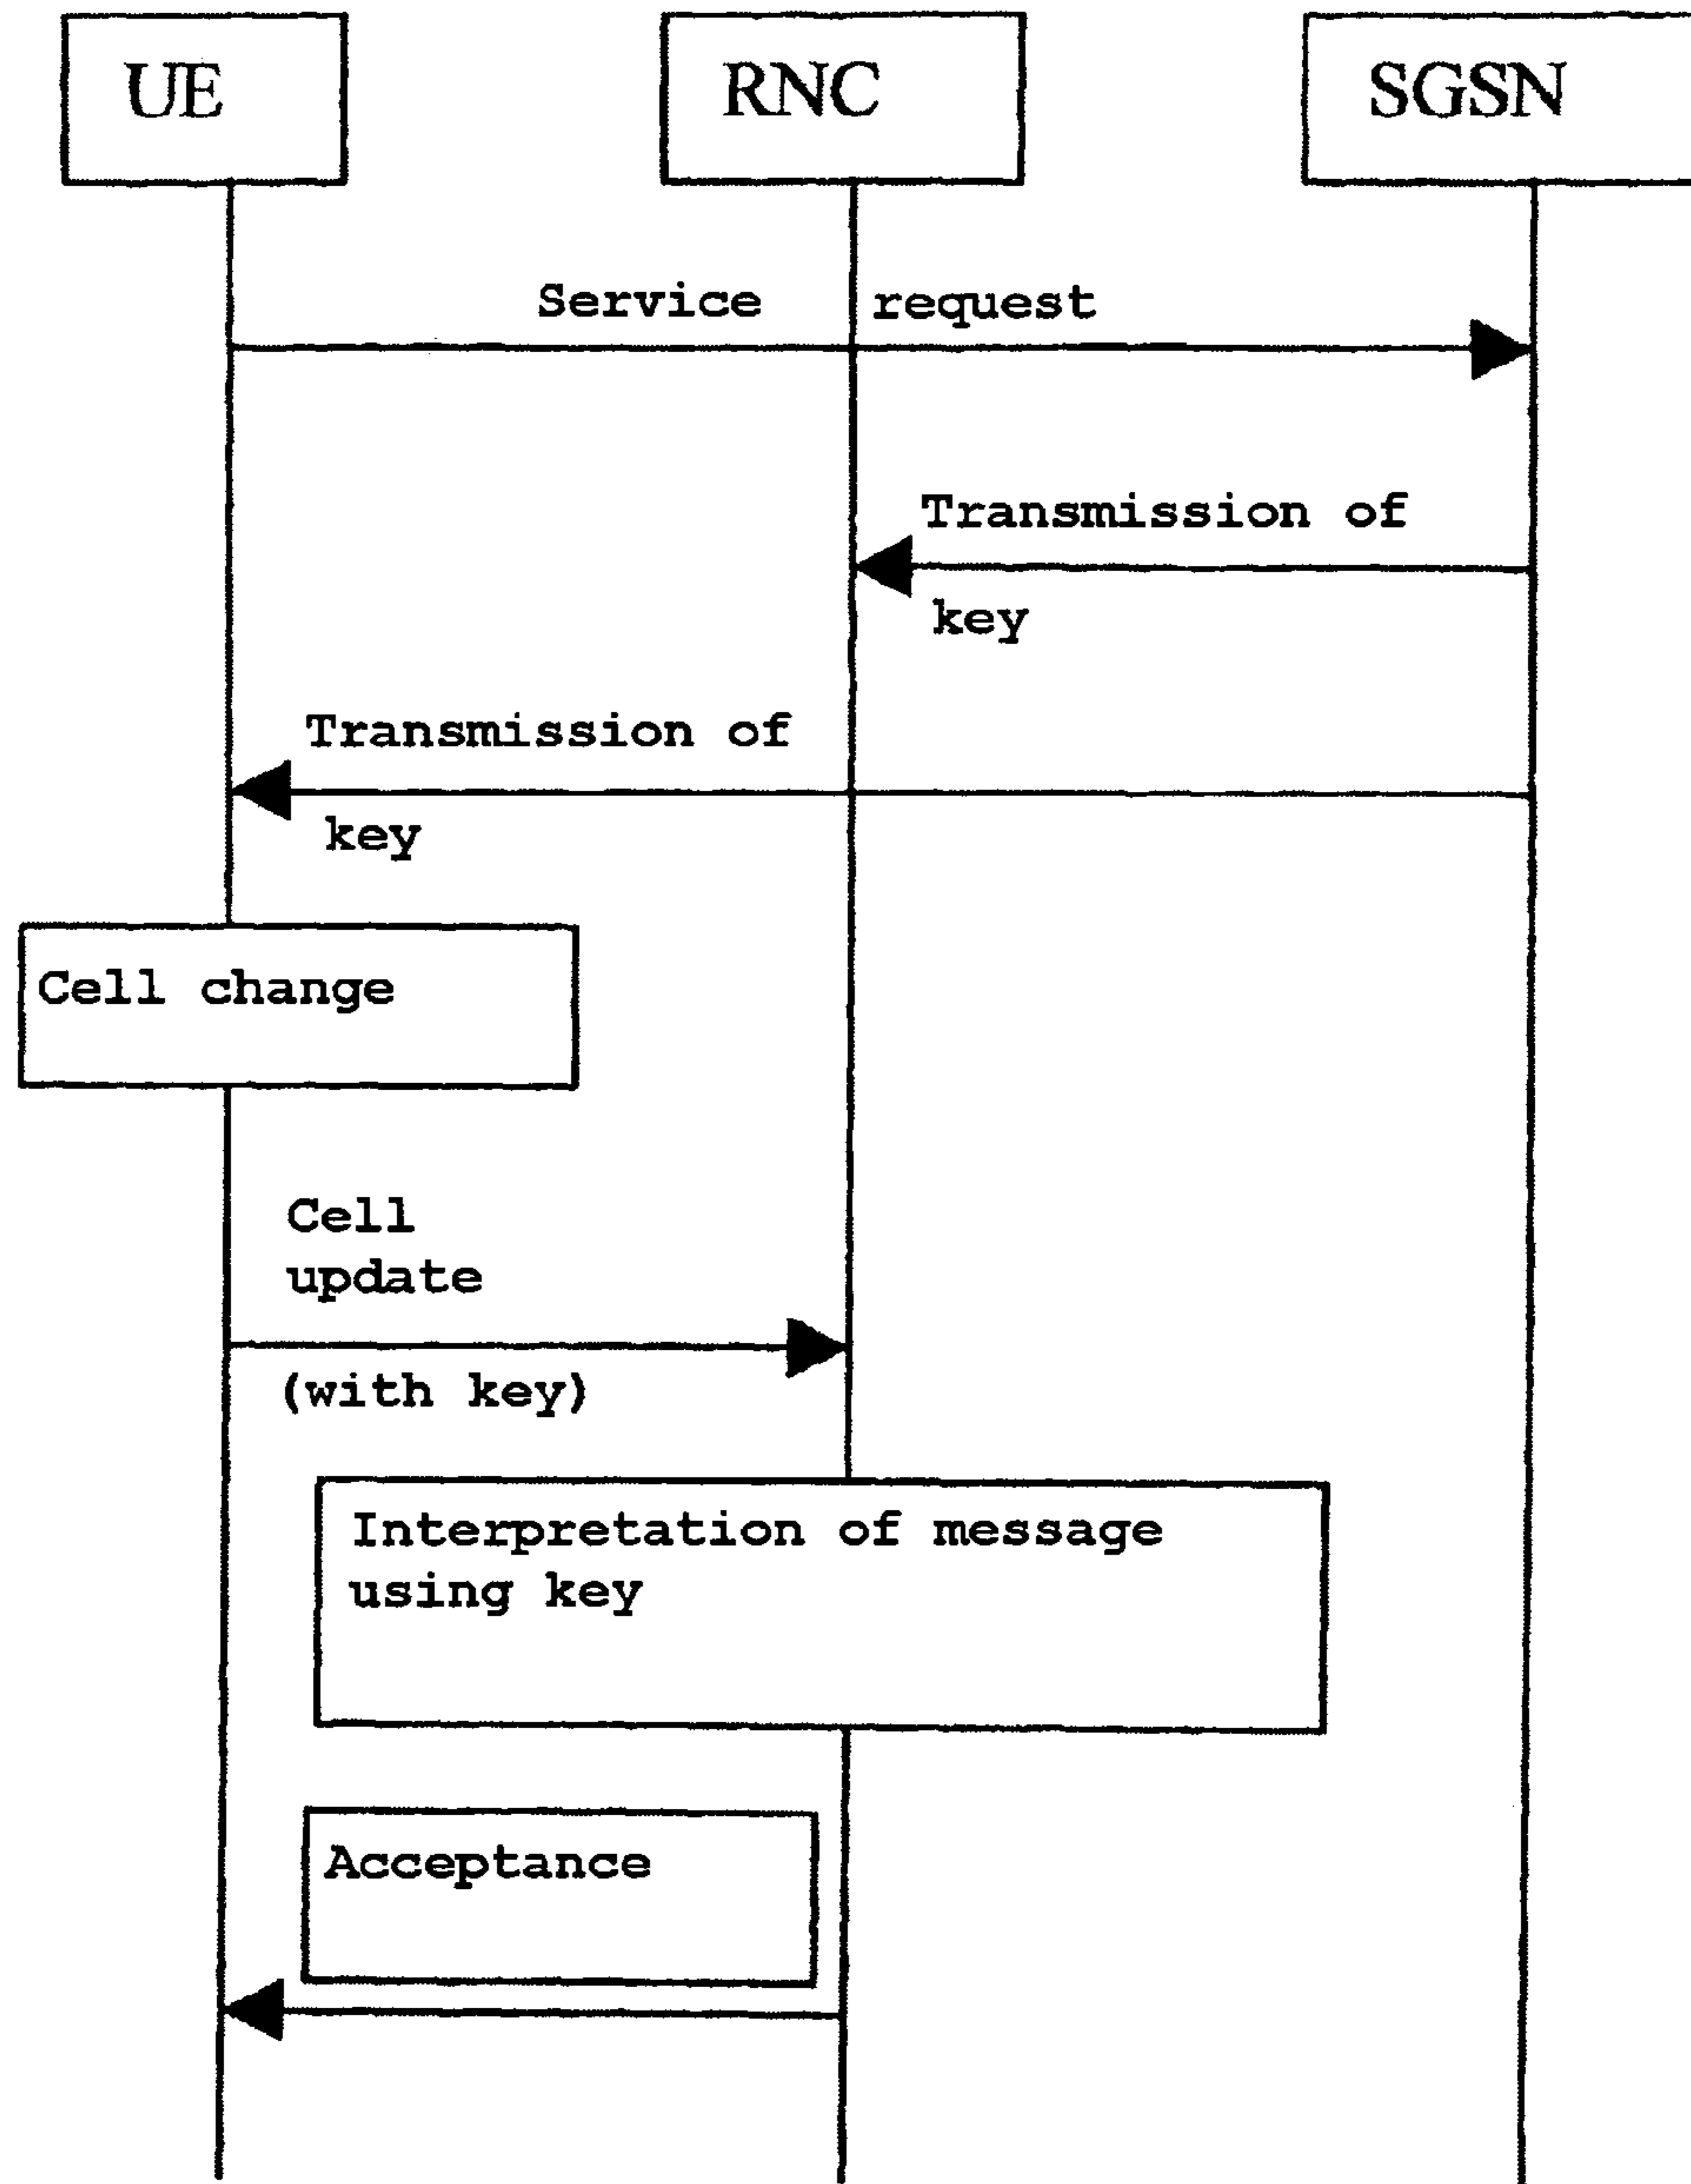 UE
RNC
SGSN
Service request
Transmission of
key
Transmission of
key
Cell change
Cell
update
(with key)
Interpretation of message
using key
Acceptance